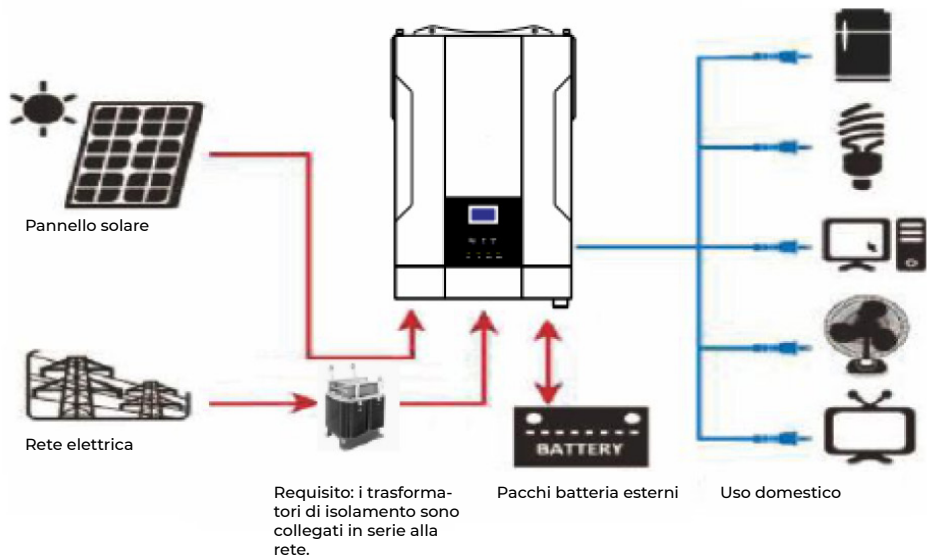 Pannello solare
Rete elettrica
BATTERY
Requisito: i trasforma-
tori di isolamento sono
collegati in serie alla
rete.
Pacchi batteria esterni
Uso domestico